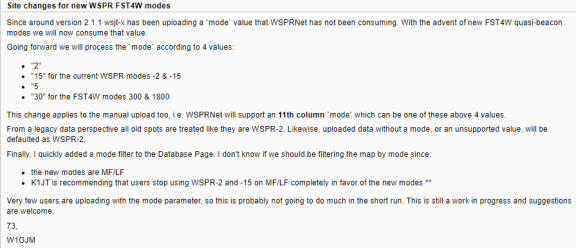 Site changes for new WSPR FST4W modes
Since around version 2.1.1 wsjt-x has been uploading a `mode` value that WSPRNet has not been consuming. With the advent of new FST4W quasi-beacon
modes we will now consume that value.
Going forward we will process the `mode` according to 4 values:
• "2"
• "15" for the current WSPR modes -2 & -15
• "5
• "30" for the FST4W modes 300 & 1800
This change applies to the manual upload too, i.e. WSPRNet will support an 11th column `mode` which can be one of these above 4 values.
From a legacy data perspective all old spots are treated like they are WSPR-2. Likewise, uploaded data without a mode, or an unsupported value, will be
defaulted as WSPR-2.
Finally, I quickly added a mode filter to the Database Page. I don't know if we should be filtering the map by mode since:
• the new modes are MF/LF
• K1JT is recommending that users stop using WSPR-2 and -15 on MF/LF completely in favor of the new modes **
Very few users are uploading with the mode parameter, so this is probably not going to do much in the short run. This is still a work in progress and suggestions
are welcome.
73,
W1GJM